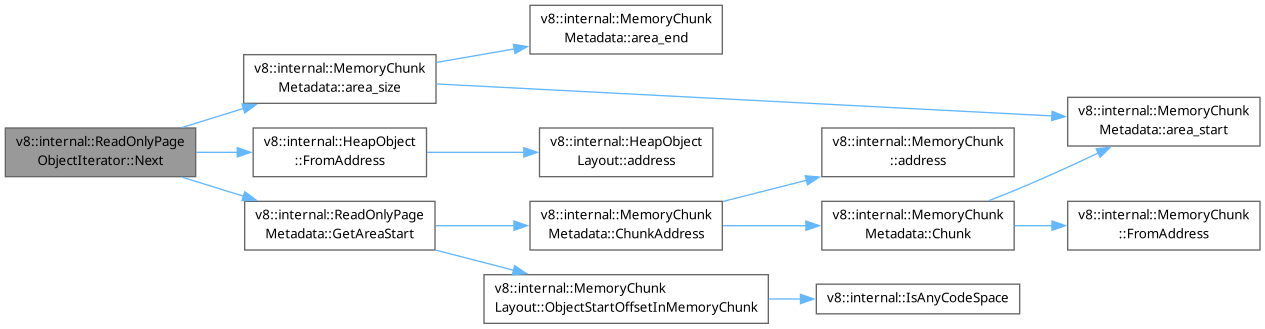 v8::internal::ReadOnlyPage
ObjectIterator::Next
v8::internal::MemoryChunk
Metadata::area_size
v8::internal::HeapObject
::FromAddress
v8::internal::ReadOnlyPage
Metadata::GetAreaStart
v8::internal::MemoryChunk
Metadata::area_end
v8::internal::HeapObject
Layout::address
v8::internal::MemoryChunk
Metadata::ChunkAddress
v8::internal::MemoryChunk
Layout::ObjectStartOffsetInMemoryChunk
v8::internal::MemoryChunk
::address
v8::internal::MemoryChunk
Metadata::Chunk
v8::internal::IsAnyCodeSpace
v8::internal::MemoryChunk
Metadata::area_start
v8::internal::MemoryChunk
::FromAddress